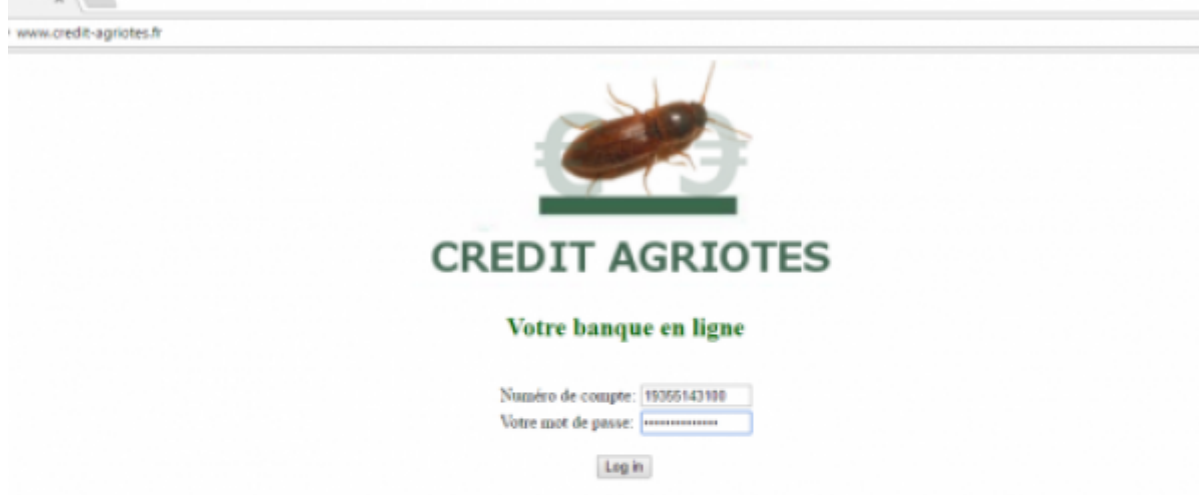 www.credit-agriotes.fr
CREDIT AGRIOTES
Votre banque en ligne
Numéro de compte: 19355143100
Votre mot de passe: ••••••••••••••
Log in